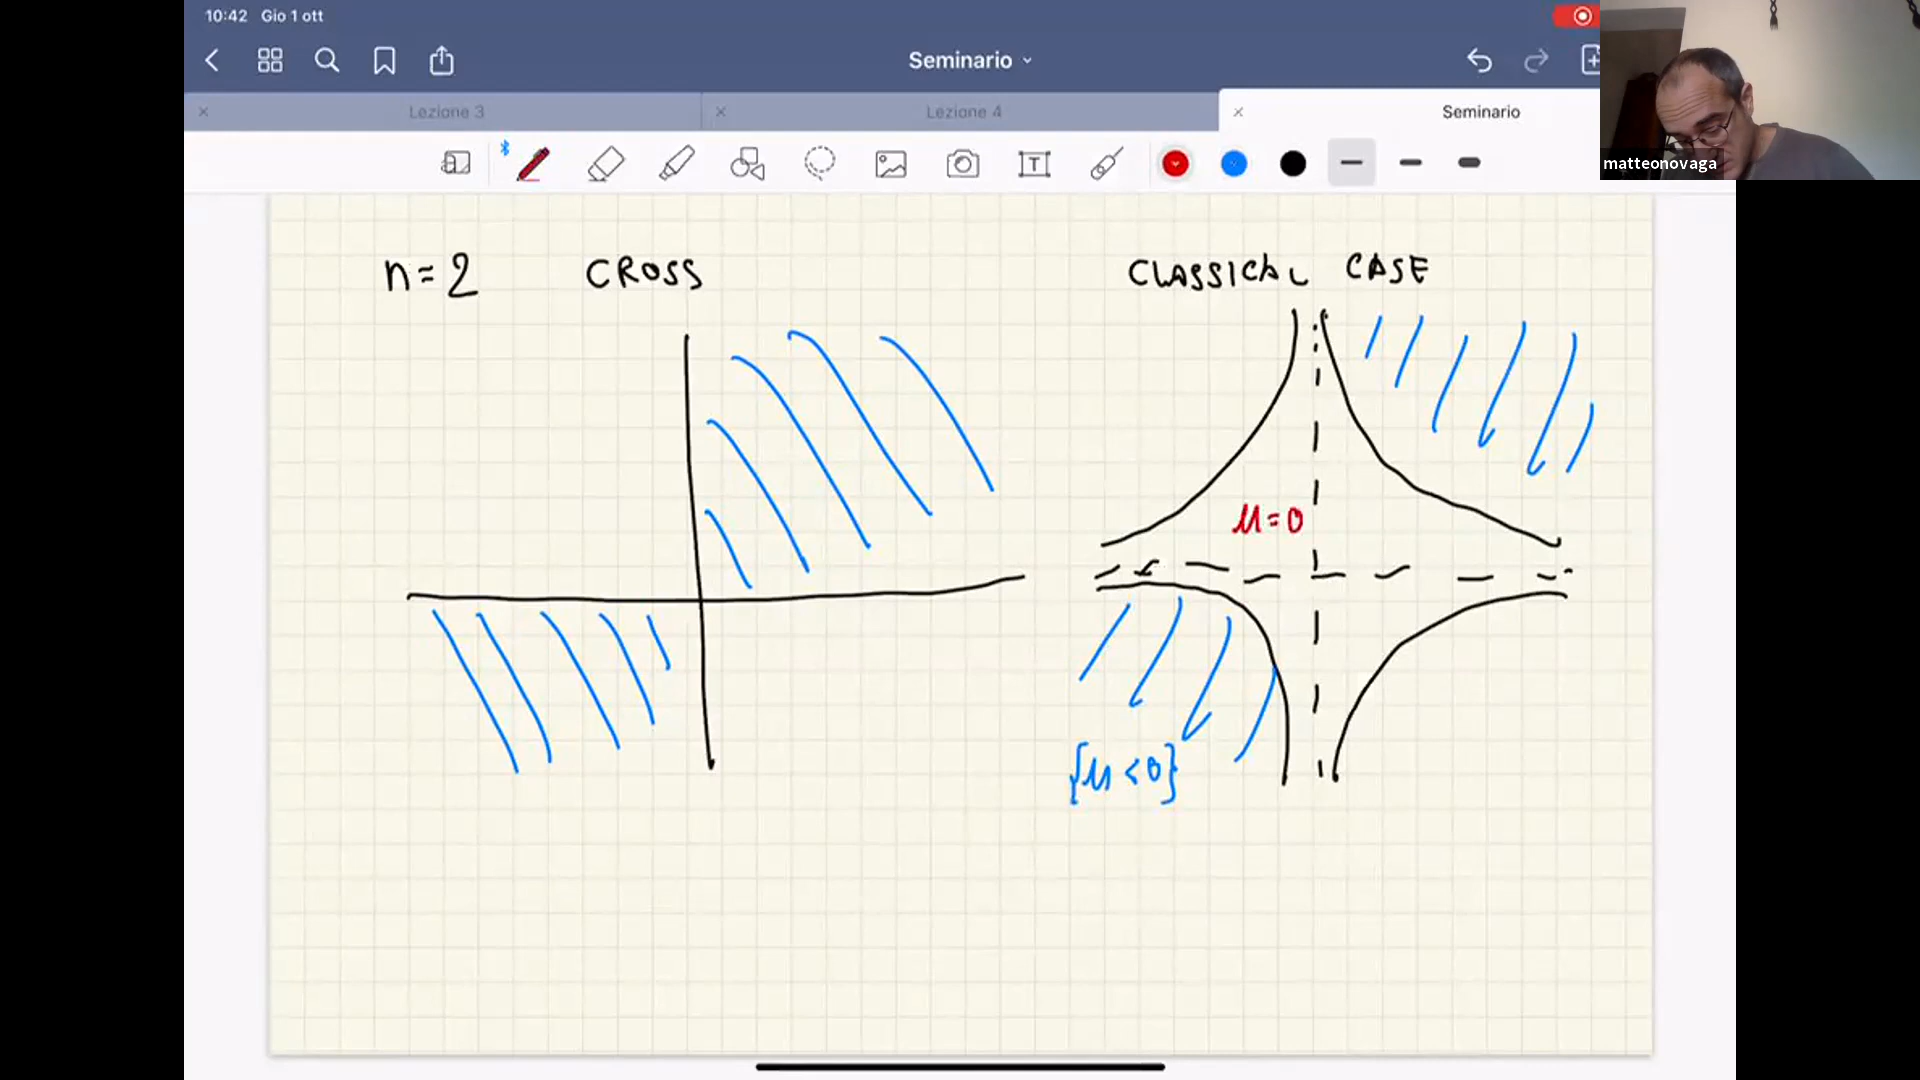 10:42 Gio 1 ott
Seminario
Lezione 3
Lezione 4
Seminario
matteonovaga
n=2 CROSS
CLASSICAL CASE
u=0
{u<0}